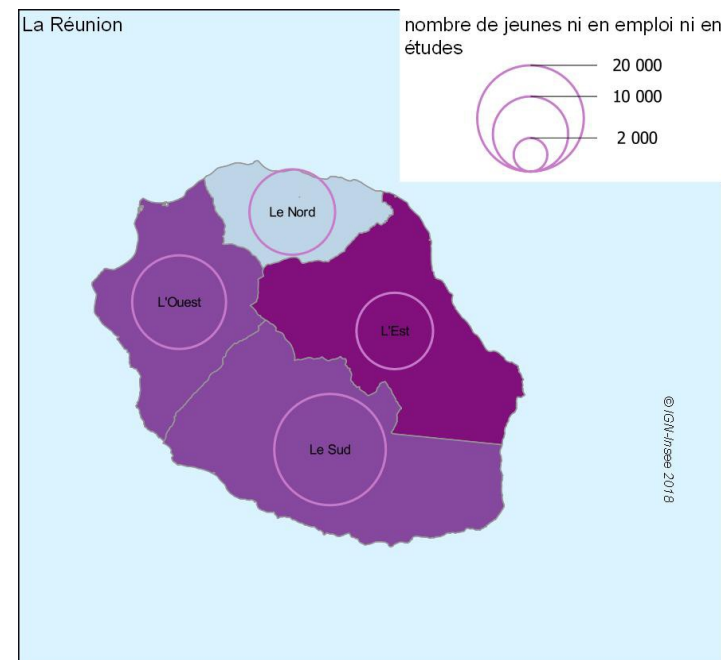 La Réunion
nombre de jeunes ni en emploi ni en
études
20 000
10 000
2 000
Le Nord
L'Ouest
L'Est
Le Sud
© IGN-Insee 2018